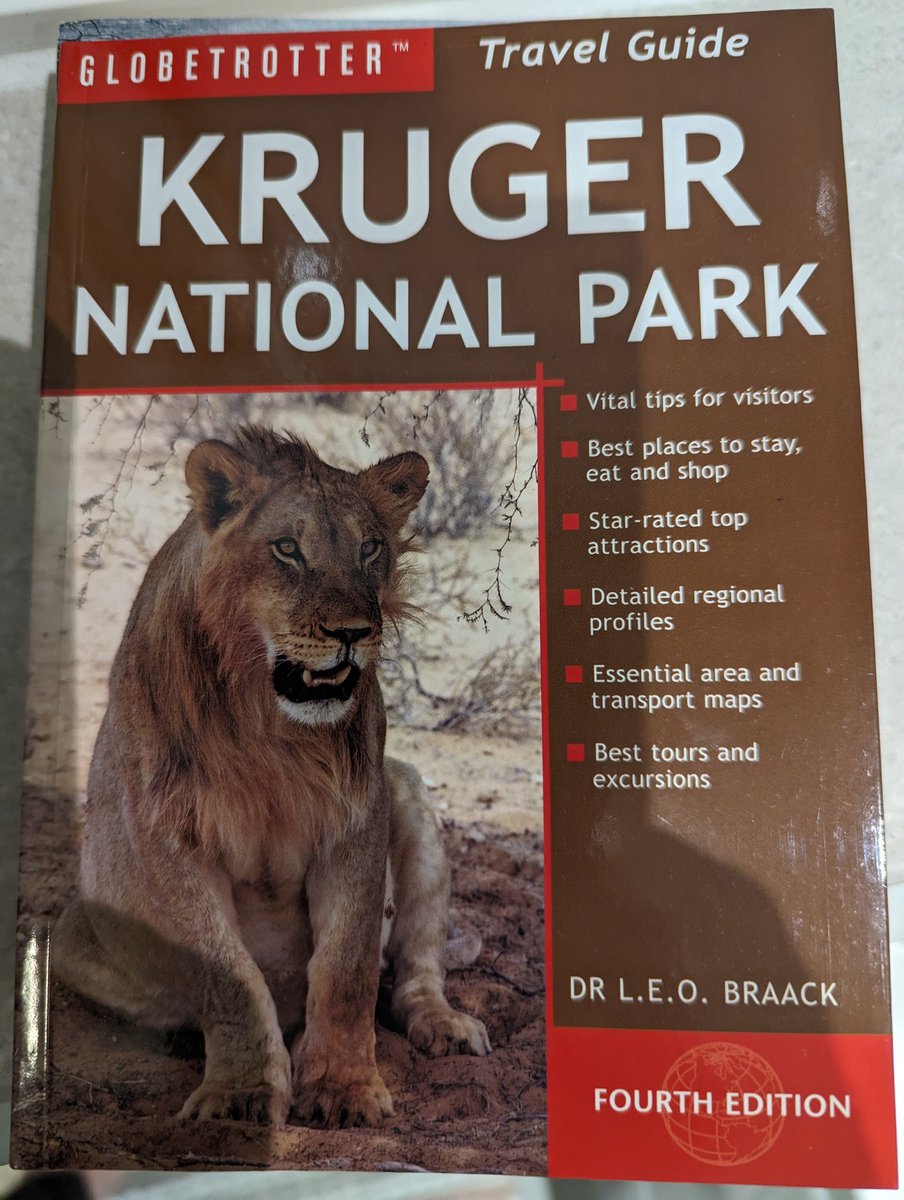 GLOBETROTTER™
Travel Guide
KRUGER
NATIONAL PARK
Vital tips for visitors
Best places to stay,
eat and shop
Star-rated top
attractions
Detailed regional
profiles
Essential area and
transport maps
Best tours and
excursions
DR L.E.O. BRAACK
FOURTH EDITION